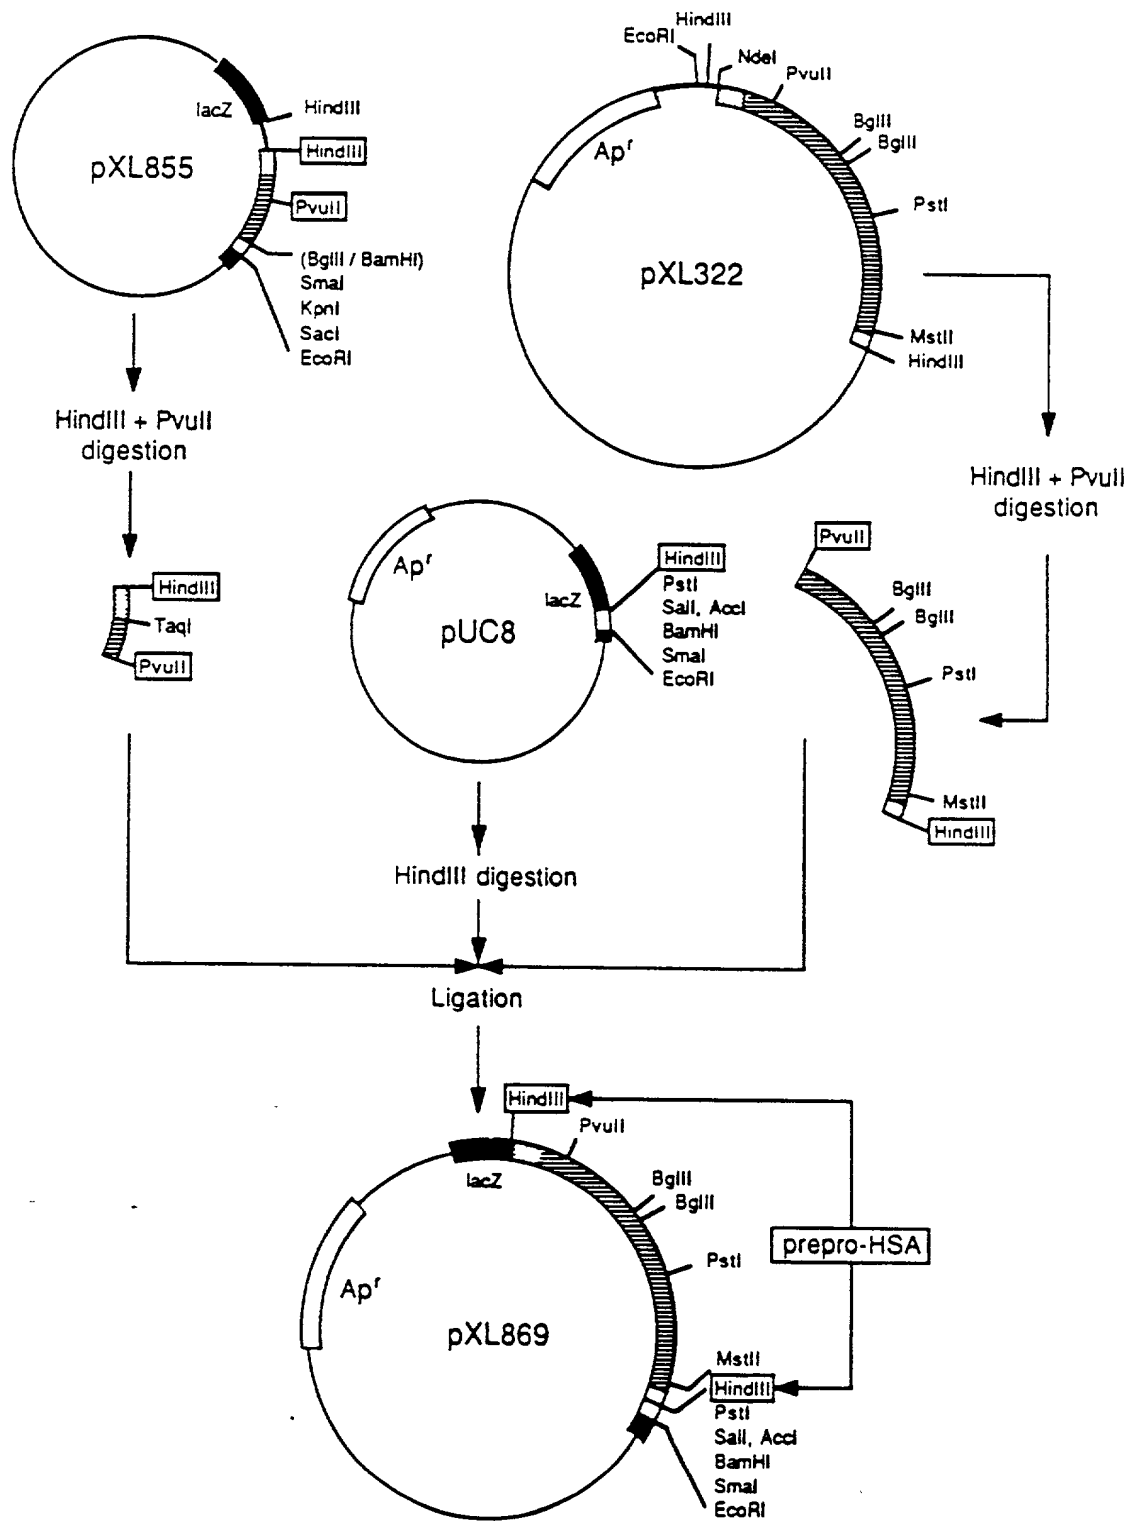 lacZ
HindIII
HindIII
pXL855
PvuII
(BglII / BamHI)
SmaI
KpnI
SacI
EcoRI
HindIII
EcoRI
NdeI
PvuII
BglII
BglII
Apʳ
PstI
pXL322
MstII
HindIII
HindIII + PvuII
digestion
HindIII + PvuII
digestion
HindIII
TaqI
PvuII
Apʳ
lacZ
pUC8
HindIII
PstI
SalI, AccI
BamHI
SmaI
EcoRI
PvuII
BglII
BglII
PstI
MstII
HindIII
HindIII digestion
Ligation
HindIII
PvuII
lacZ
BglII
BglII
prepro-HSA
PstI
Apʳ
pXL869
MstII
HindIII
PstI
SalI, AccI
BamHI
SmaI
EcoRI